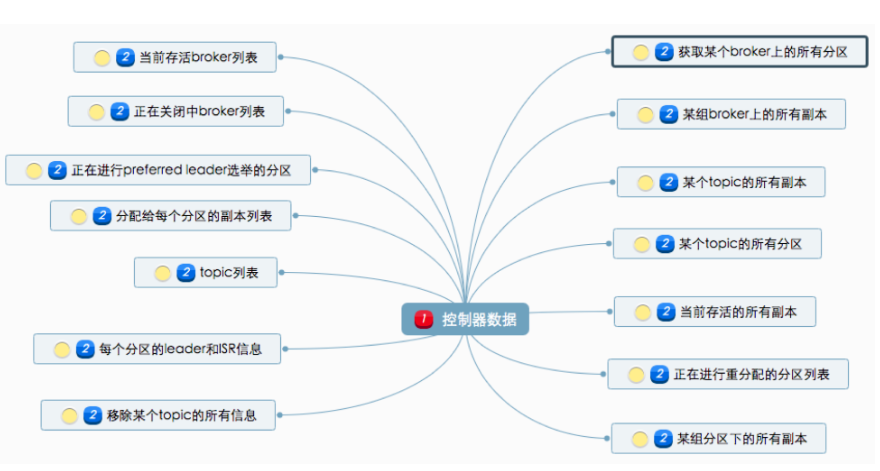 当前存活broker列表
正在关闭中broker列表
正在进行preferred leader选举的分区
分配给每个分区的副本列表
topic列表
每个分区的leader和ISR信息
移除某个topic的所有信息
控制器数据
获取某个broker上的所有分区
某组broker上的所有副本
某个topic的所有副本
某个topic的所有分区
当前存活的所有副本
正在进行重分配的分区列表
某组分区下的所有副本
1
2
2
2
2
2
2
2
2
2
2
2
2
2
2